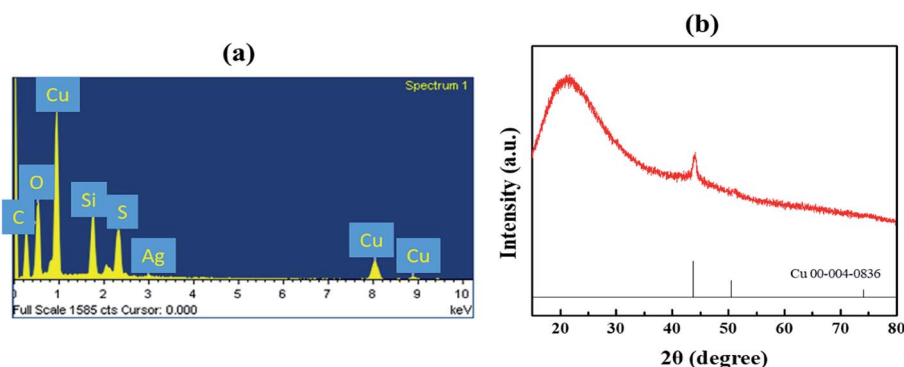 (a)
Spectrum 1
Cu
O
C
Si
S
Ag
Cu
Cu
0 1 2 3 4 5 6 7 8 9 10
Full Scale 1585 cts Cursor: 0.000 keV
(b)
Intensity (a.u.)
Cu 00-004-0836
20 30 40 50 60 70 80
2θ (degree)